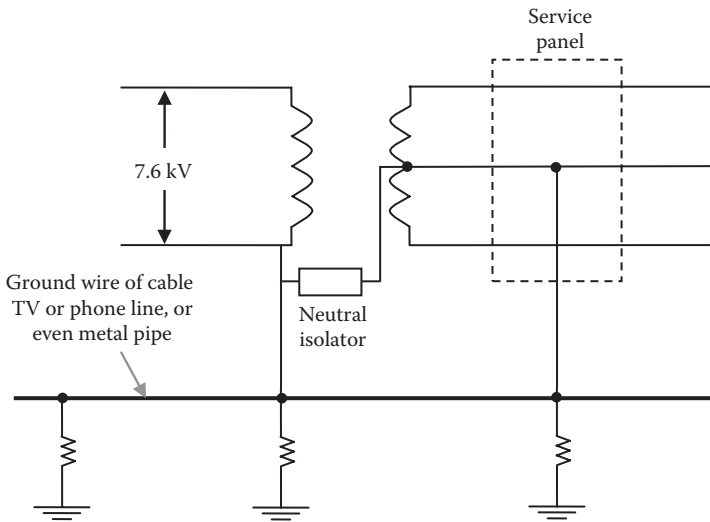 Service
panel
7.6 kV
Ground wire of cable
TV or phone line, or
even metal pipe
Neutral
isolator